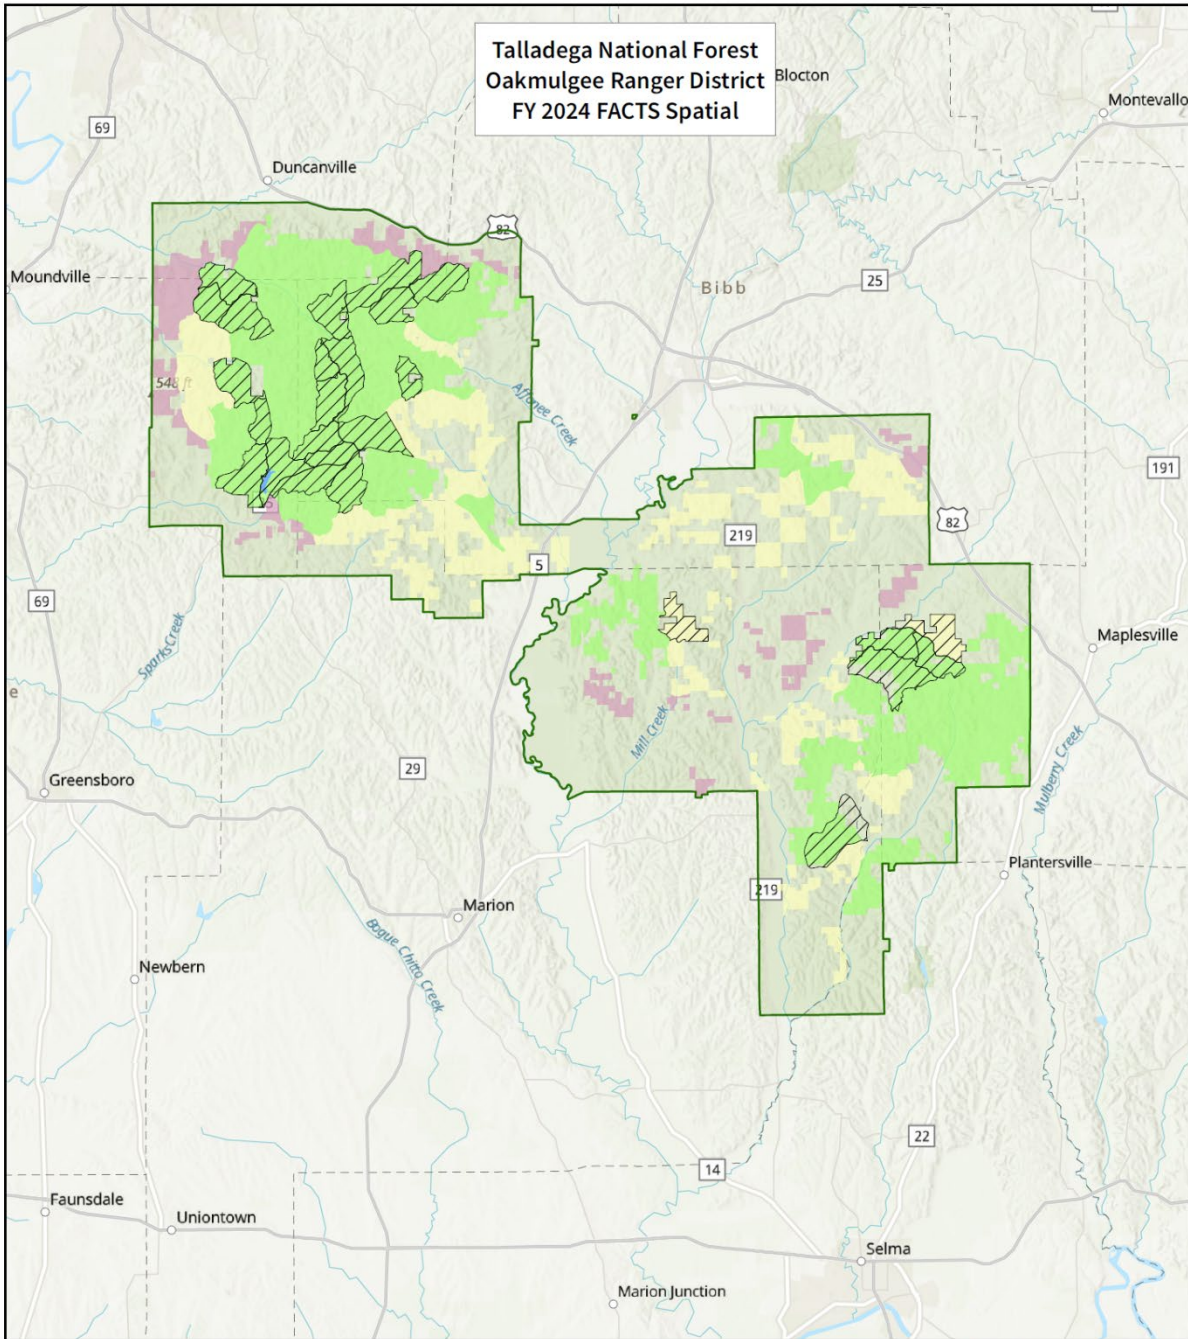 Talladega National Forest
Oakmulgee Ranger District
FY 2024 FACTS Spatial
Blocton
Montevallo
69
Duncanville
82
Moundville
Bibb
25
548 ft
Affonee Creek
191
219
82
5
69
Sparks Creek
Maplesville
e
Mill Creek
29
Greensboro
Mulberry Creek
Plantersville
219
Marion
Bogue Chitto Creek
Newbern
22
14
Faunsdale
Uniontown
Selma
Marion Junction